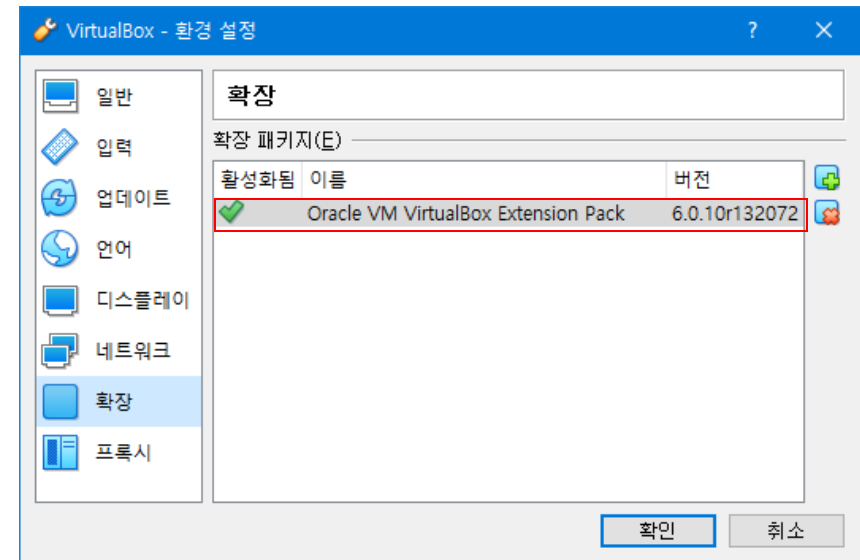 VirtualBox - 환경 설정
?
일반
입력
업데이트
언어
디스플레이
네트워크
확장
프록시
확장
확장 패키지(E)
활성화됨 이름 버전
Oracle VM VirtualBox Extension Pack 6.0.10r132072
확인 취소